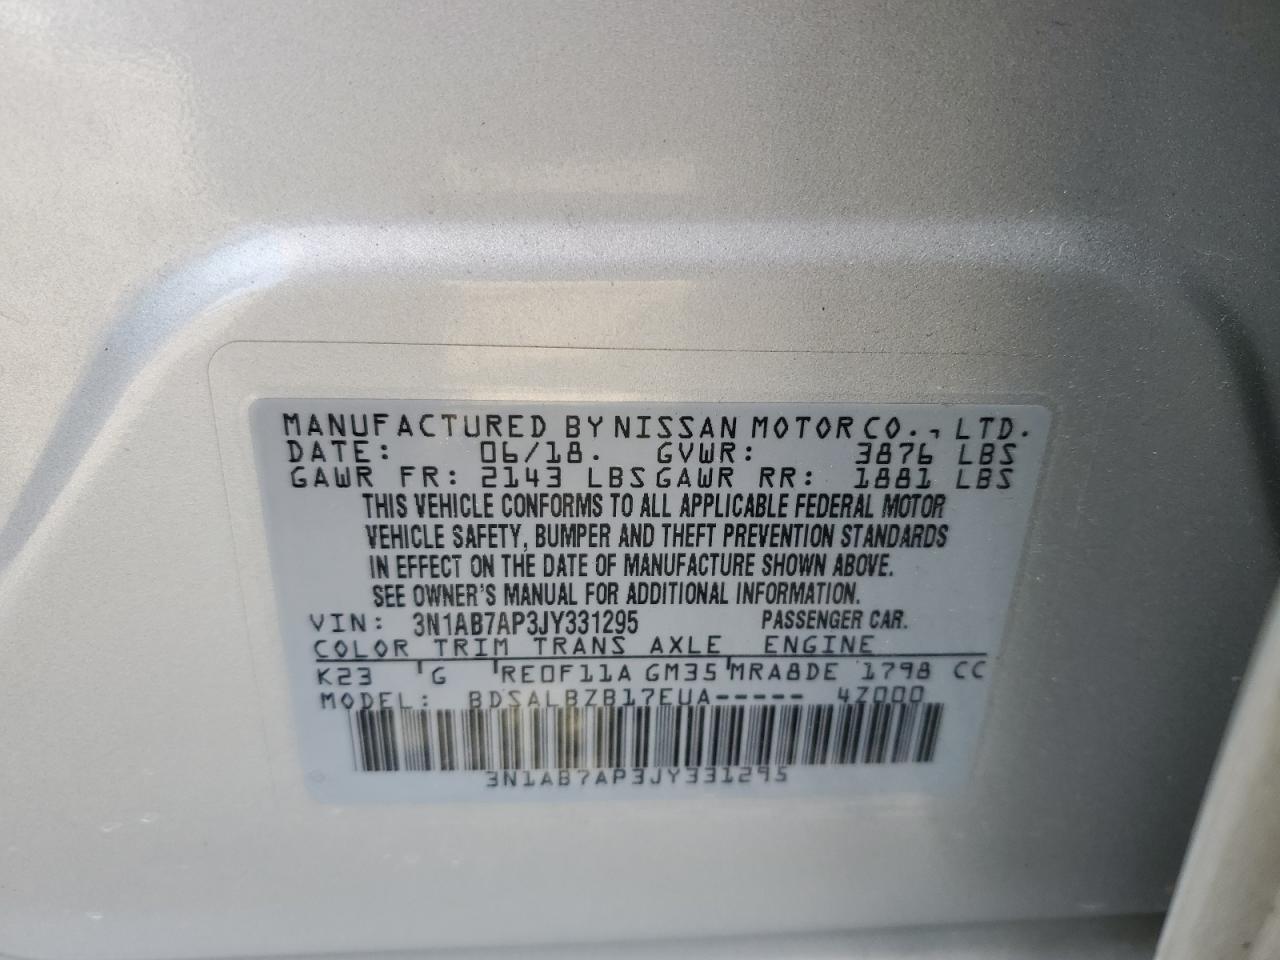 MANUFACTURED BY NISSAN MOTOR CO., LTD.
DATE: 06/18. GVWR: 3876 LBS
GAWR FR: 2143 LBS GAWR RR: 1881 LBS
THIS VEHICLE CONFORMS TO ALL APPLICABLE FEDERAL MOTOR
VEHICLE SAFETY, BUMPER AND THEFT PREVENTION STANDARDS
IN EFFECT ON THE DATE OF MANUFACTURE SHOWN ABOVE.
SEE OWNER'S MANUAL FOR ADDITIONAL INFORMATION.
VIN: 3N1AB7AP3JY331295 PASSENGER CAR.
COLOR TRIM TRANS AXLE ENGINE
K23 G RE0F11A GM35 MRA8DE 1798 CC
MODEL: BDSALBZB17EUA----- 4Z000
3N1AB7AP3JY331295